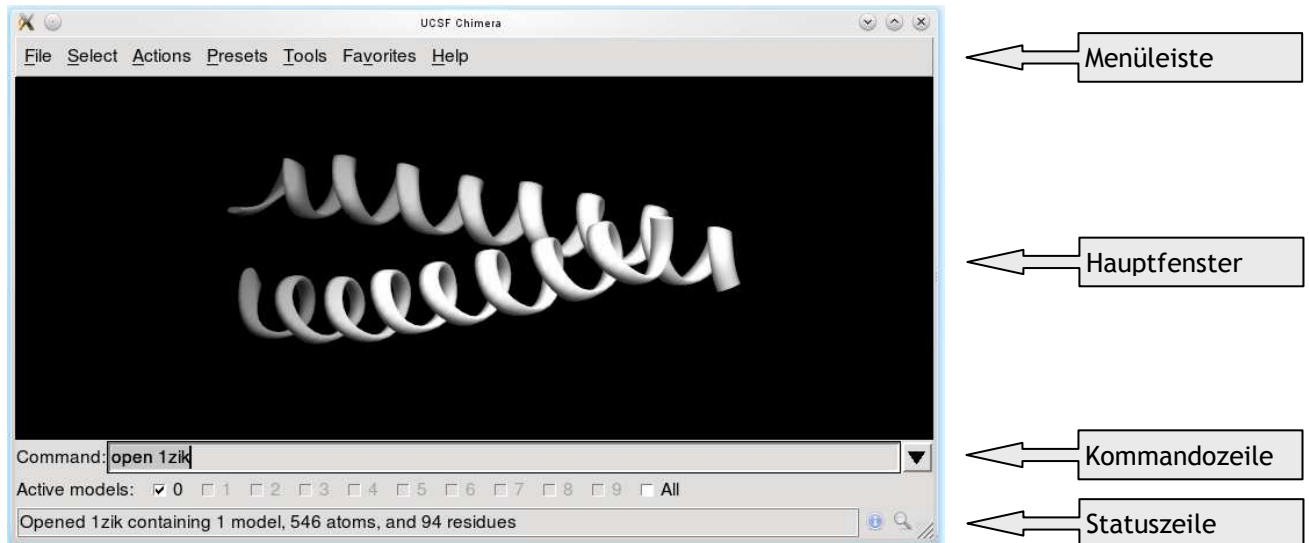 UCSF Chimera
File Select Actions Presets Tools Favorites Help
Menüleiste
Hauptfenster
Command: open 1zik
Kommandozeile
Active models: 0 1 2 3 4 5 6 7 8 9 All
Opened 1zik containing 1 model, 546 atoms, and 94 residues
Statuszeile